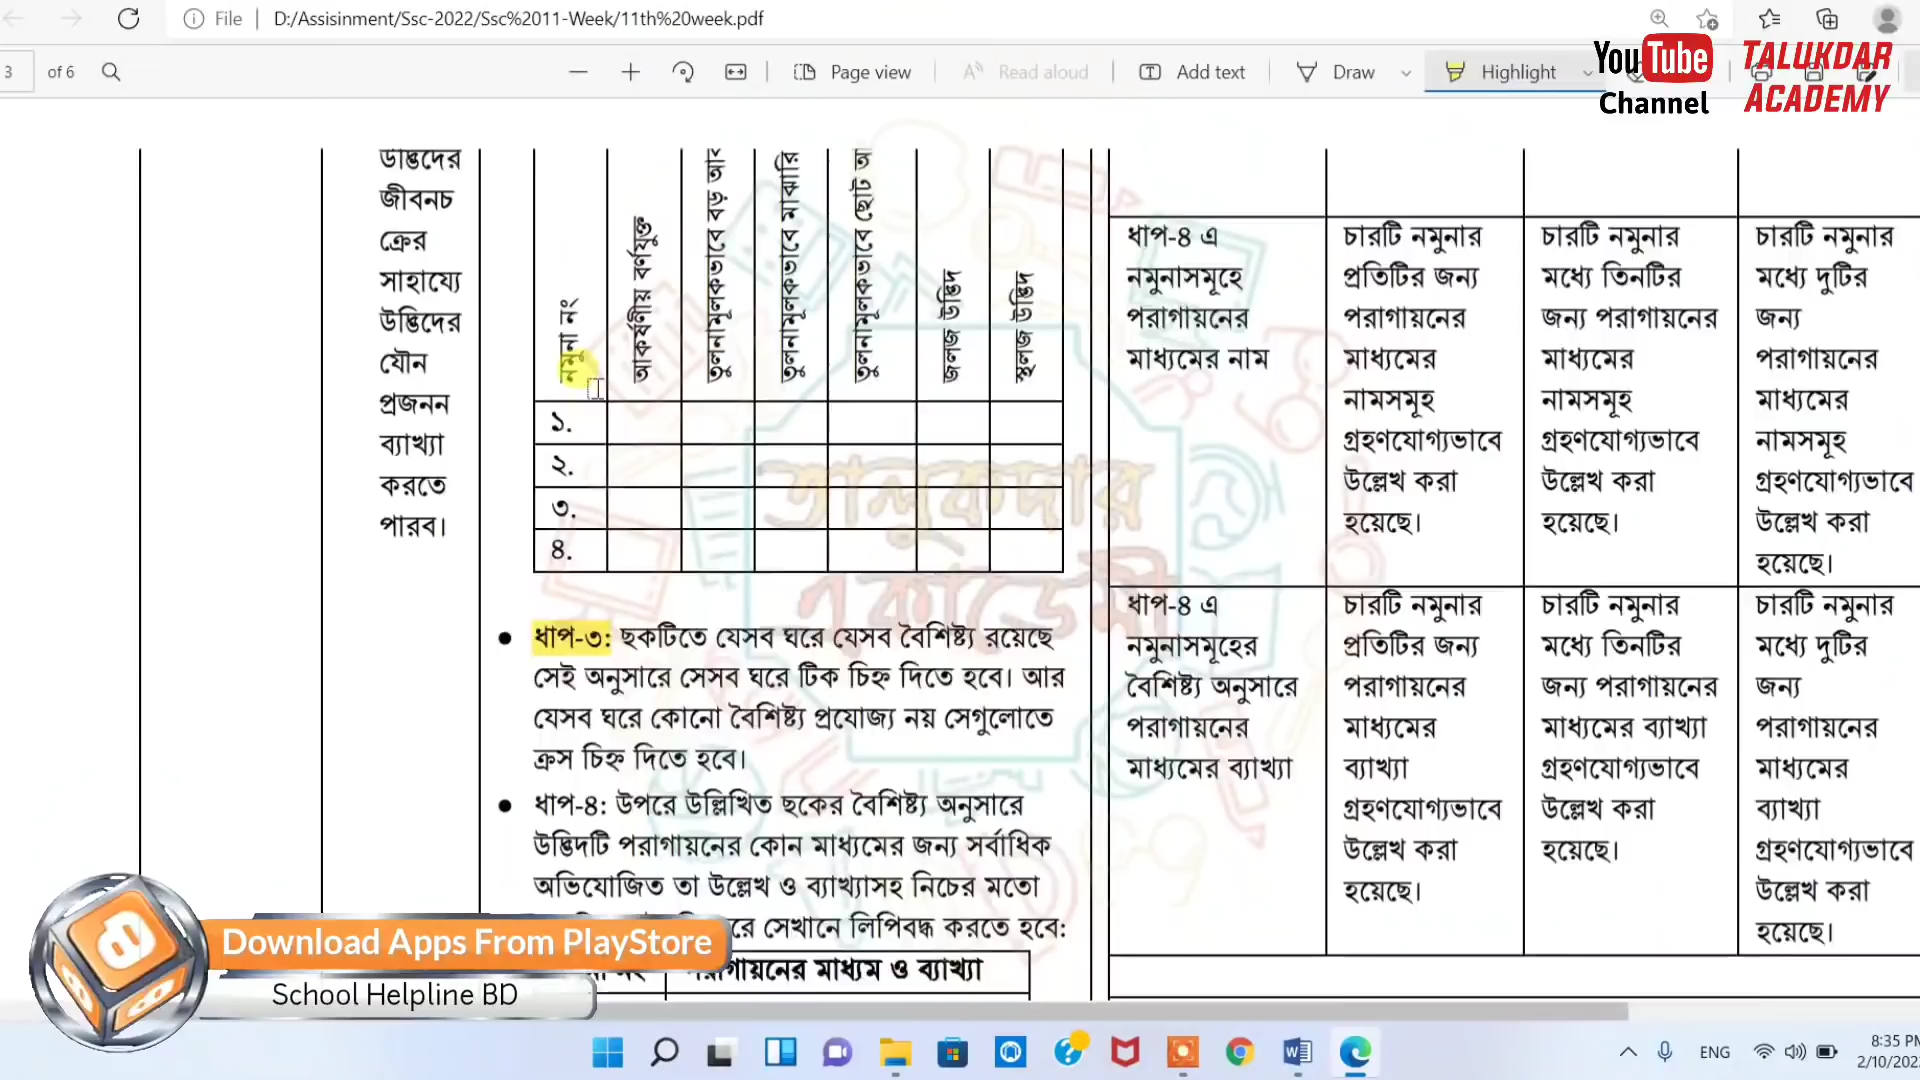 File D:/Assisinment/Ssc-2022/Ssc%2011-Week/11th%20week.pdf
3 of 6 Page view Read aloud Add text Draw Highlight
YouTube Channel
TALUKDAR ACADEMY
উদ্ভিদের
জীবনচ
ক্রের
সাহায্যে
উদ্ভিদের
যৌন
প্রজনন
ব্যাখ্যা
করতে
পারব।
নমুনা নং
আকর্ষণীয় বর্ণযুক্ত
তুলনামূলকভাবে বড়
তুলনামূলকভাবে মাঝারি
তুলনামূলকভাবে ছোট
জলজ উদ্ভিদ
স্থলজ উদ্ভিদ
১.
২.
৩.
৪.
তালুকদার
একাডেমী
ধাপ-৩: ছকটিতে যেসব ঘরে যেসব বৈশিষ্ট্য রয়েছে
সেই অনুসারে সেসব ঘরে টিক চিহ্ন দিতে হবে। আর
যেসব ঘরে কোনো বৈশিষ্ট্য প্রযোজ্য নয় সেগুলোতে
ক্রস চিহ্ন দিতে হবে।
ধাপ-৪: উপরে উল্লিখিত ছকের বৈশিষ্ট্য অনুসারে
উদ্ভিদটি পরাগায়নের কোন মাধ্যমের জন্য সর্বাধিক
অভিযোজিত তা উল্লেখ ও ব্যাখ্যাসহ নিচের মতো
সেখানে লিপিবদ্ধ করতে হবে:
মাধ্যম ও ব্যাখ্যা
ধাপ-৪ এ
নমুনাসমূহে
পরাগায়নের
মাধ্যমের নাম
চারটি নমুনার
প্রতিটির জন্য
পরাগায়নের
মাধ্যমের
নামসমূহ
গ্রহণযোগ্যভাবে
উল্লেখ করা
হয়েছে।
চারটি নমুনার
মধ্যে তিনটির
জন্য পরাগায়নের
মাধ্যমের
নামসমূহ
গ্রহণযোগ্যভাবে
উল্লেখ করা
হয়েছে।
চারটি নমুনার
মধ্যে দুটির
জন্য
পরাগায়নের
মাধ্যমের
নামসমূহ
গ্রহণযোগ্যভাবে
উল্লেখ করা
হয়েছে।
ধাপ-৪ এ
নমুনাসমূহের
বৈশিষ্ট্য অনুসারে
পরাগায়নের
মাধ্যমের ব্যাখ্যা
চারটি নমুনার
প্রতিটির জন্য
পরাগায়নের
মাধ্যমের
ব্যাখ্যা
গ্রহণযোগ্যভাবে
উল্লেখ করা
হয়েছে।
চারটি নমুনার
মধ্যে তিনটির
জন্য পরাগায়নের
মাধ্যমের ব্যাখ্যা
গ্রহণযোগ্যভাবে
উল্লেখ করা
হয়েছে।
চারটি নমুনার
মধ্যে দুটির
জন্য
পরাগায়নের
মাধ্যমের
ব্যাখ্যা
গ্রহণযোগ্যভাবে
উল্লেখ করা
হয়েছে।
Download Apps From PlayStore
School Helpline BD
ENG
8:35 PM